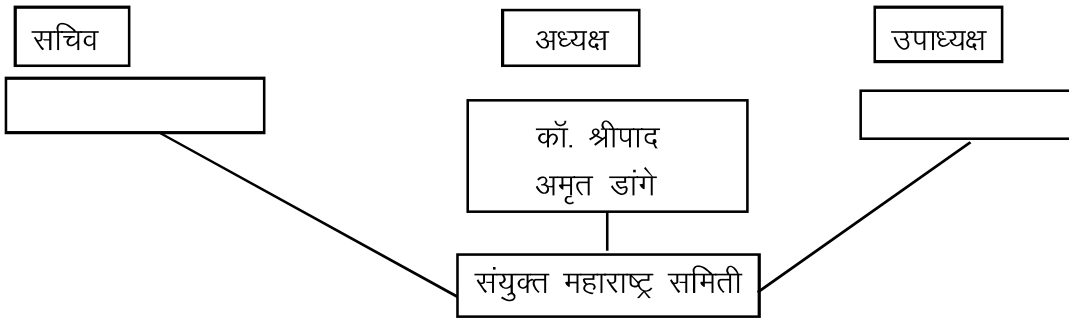 सचिव
अध्यक्ष
उपाध्यक्ष
कॉ. श्रीपाद
अमृत डांगे
संयुक्त महाराष्ट्र समिती